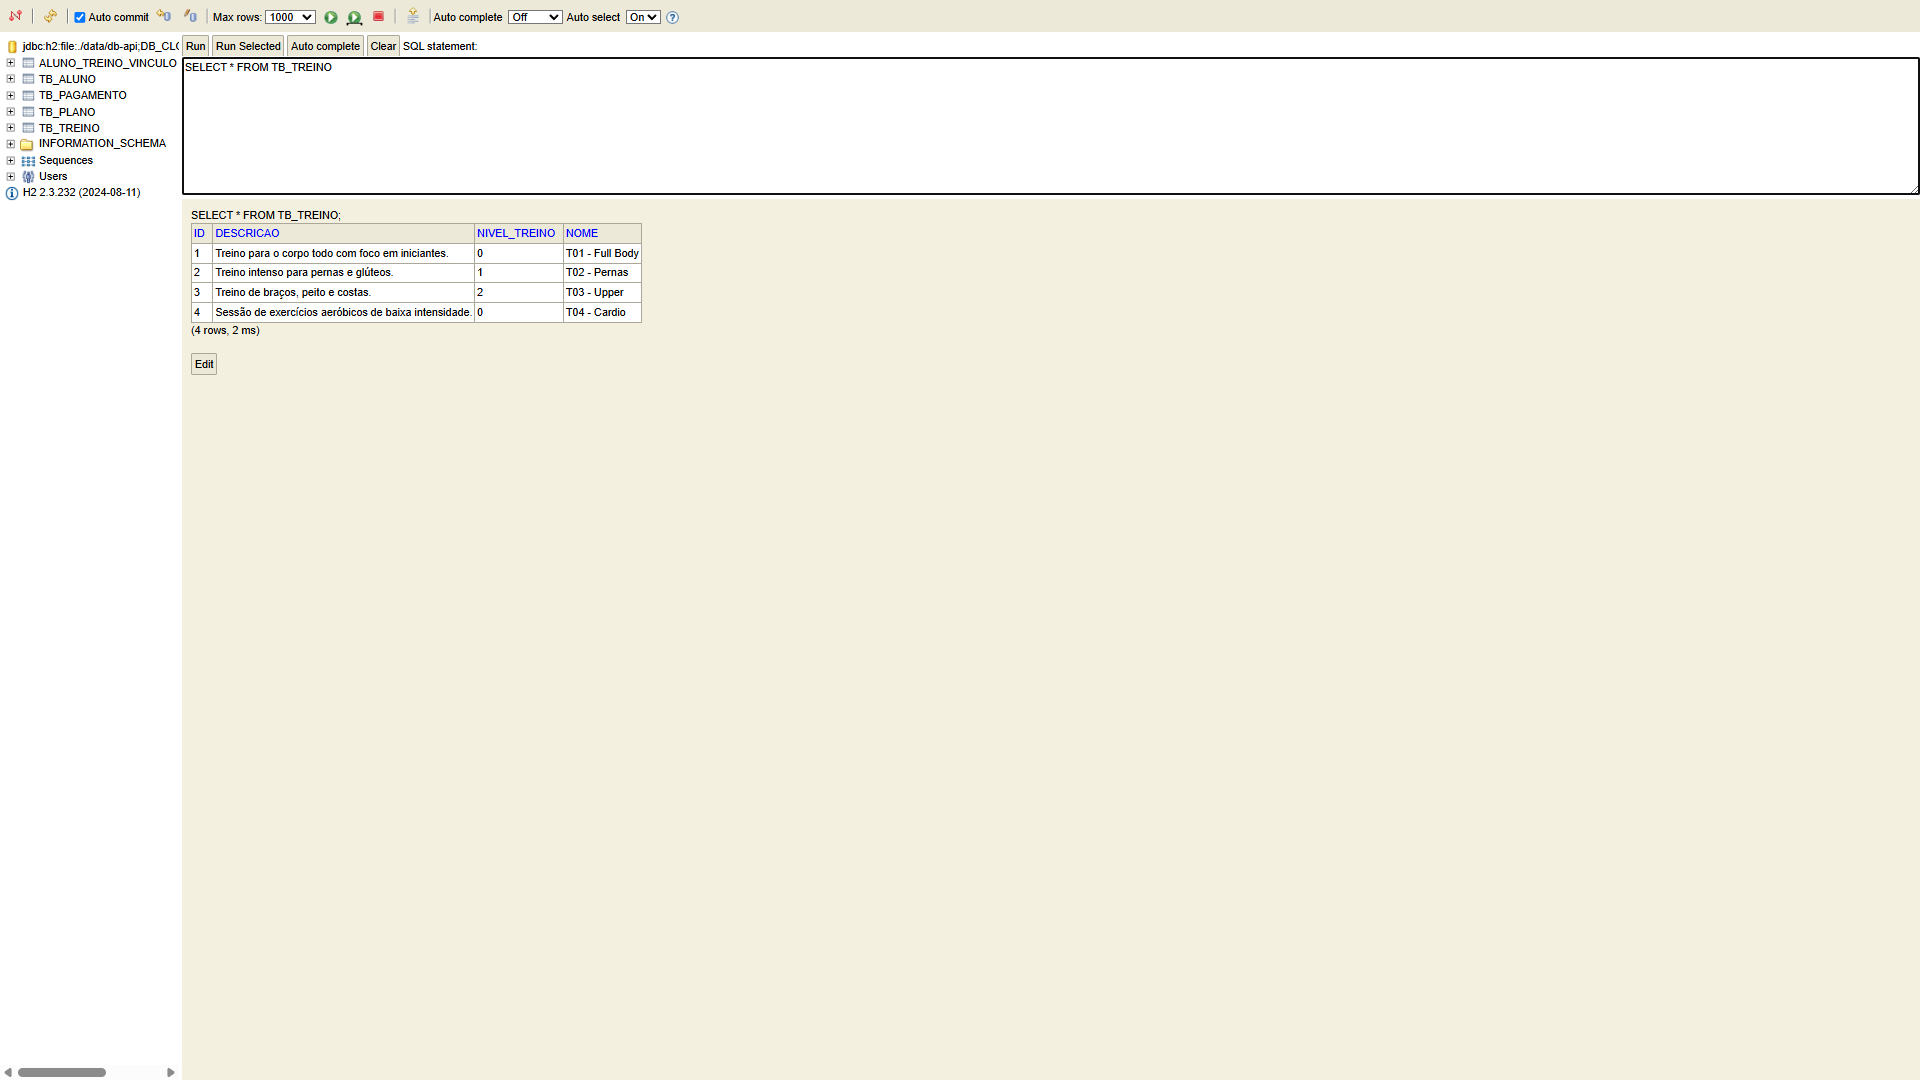 Auto commit Max rows: 1000 Auto complete Off Auto select On
jdbc:h2:file:./data/db-api;DB_CLO
ALUNO_TREINO_VINCULO
TB_ALUNO
TB_PAGAMENTO
TB_PLANO
TB_TREINO
INFORMATION_SCHEMA
Sequences
Users
H2 2.3.232 (2024-08-11)
Run Run Selected Auto complete Clear SQL statement:
SELECT * FROM TB_TREINO
SELECT * FROM TB_TREINO;
ID DESCRICAO NIVEL_TREINO NOME
1 Treino para o corpo todo com foco em iniciantes. 0 T01 - Full Body
2 Treino intenso para pernas e glúteos. 1 T02 - Pernas
3 Treino de braços, peito e costas. 2 T03 - Upper
4 Sessão de exercícios aeróbicos de baixa intensidade. 0 T04 - Cardio
(4 rows, 2 ms)
Edit